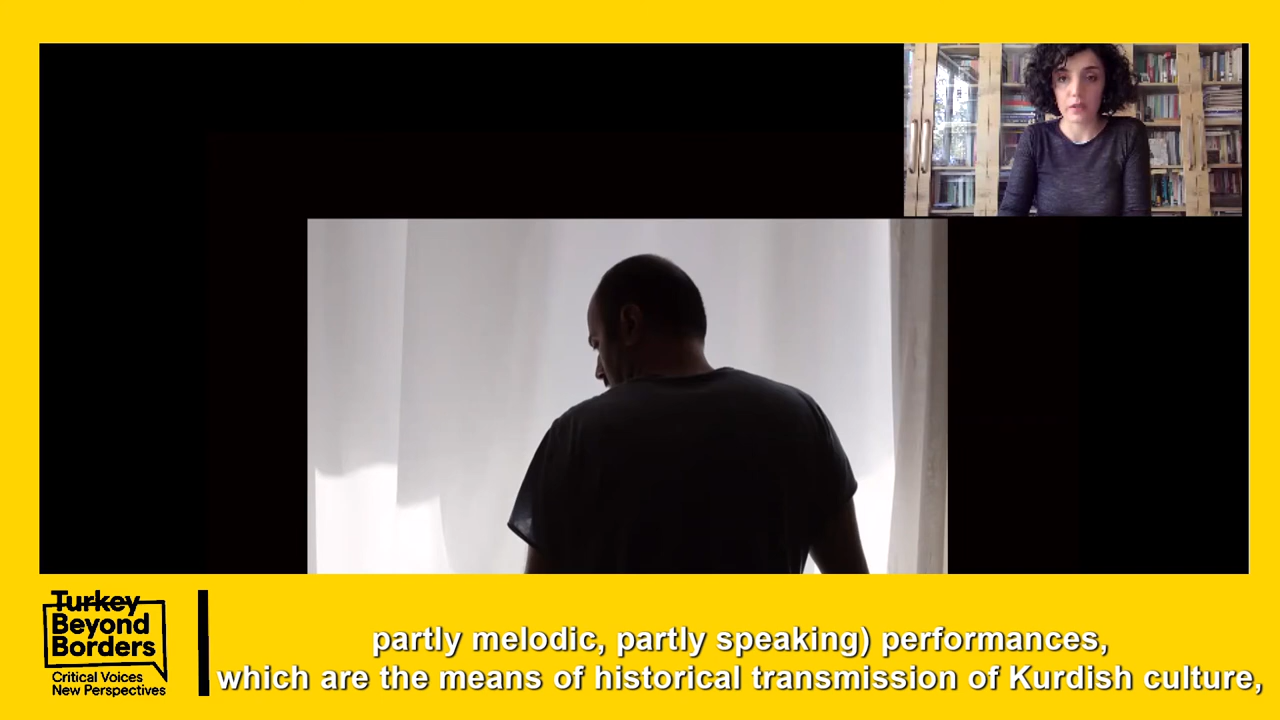 Turkey
Beyond
Borders
Critical Voices
New Perspectives
partly melodic, partly speaking) performances,
which are the means of historical transmission of Kurdish culture,